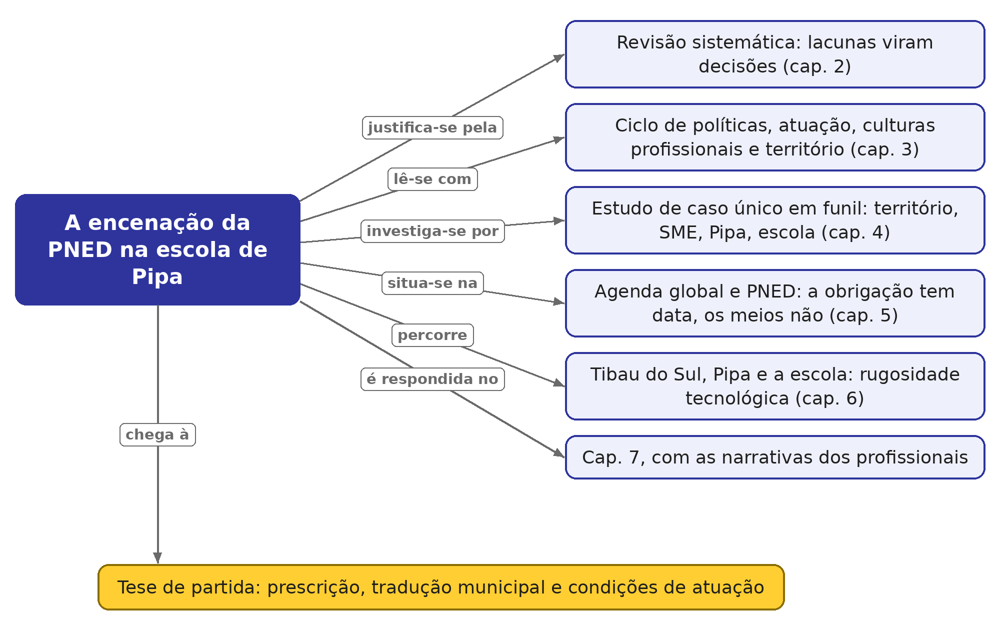 A encenação da
PNED na escola de
Pipa
justifica-se pela
Revisão sistemática: lacunas viram
decisões (cap. 2)
lê-se com
Ciclo de políticas, atuação, culturas
profissionais e território (cap. 3)
investiga-se por
Estudo de caso único em funil: território,
SME, Pipa, escola (cap. 4)
situa-se na
Agenda global e PNED: a obrigação tem
data, os meios não (cap. 5)
percorre
Tibau do Sul, Pipa e a escola: rugosidade
tecnológica (cap. 6)
é respondida no
Cap. 7, com as narrativas dos profissionais
chega à
Tese de partida: prescrição, tradução municipal e condições de atuação